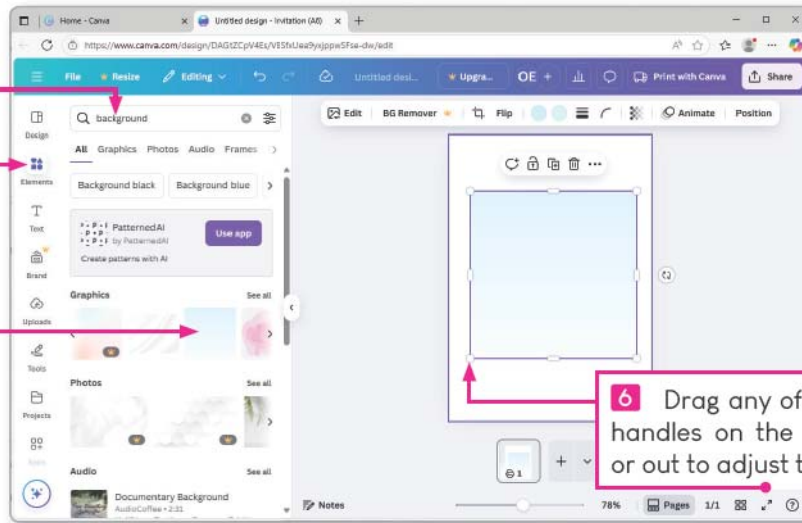 Home - Canva
Untitled design - Invitation (A6)
https://www.canva.com/design/DAGtZCpV4Es/VESfxUea9yxjppwSFse-dw/edit
File Resize Editing Untitled desi... Upgra... OE + Print with Canva Share
Design
Elements
Text
Brand
Uploads
Tools
Projects
background
All Graphics Photos Audio Frames
Background black Background blue
PatternedAI
by PatternedAI
Use app
Create patterns with AI
Graphics See all
Photos See all
Audio See all
Documentary Background
AudioCoffee • 2:31
Edit BG Remover Flip Animate Position
6 Drag any of
handles on the
or out to adjust t
1
Notes 78% Pages 1/1